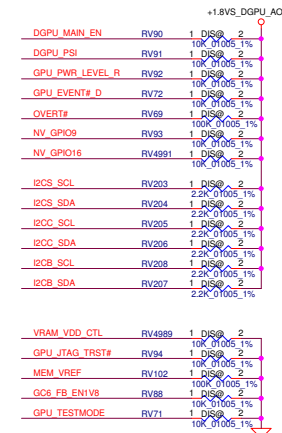 +1.8VS_DGPU_AO
DGPU_MAIN_EN RV90 1 DIS@ 2
10K_01005_1%
DGPU_PSI RV91 1 DIS@ 2
10K_01005_1%
GPU_PWR_LEVEL_R RV92 1 DIS@ 2
10K_01005_1%
GPU_EVENT#_D RV72 1 DIS@ 2
10K_01005_1%
OVERT# RV69 1 DIS@ 2
100K_01005_1%
NV_GPIO9 RV93 1 DIS@ 2
10K_01005_1%
NV_GPIO16 RV4991 1 DIS@ 2
10K_01005_1%
I2CS_SCL RV203 1 DIS@ 2
2.2K_01005_1%
I2CS_SDA RV204 1 DIS@ 2
2.2K_01005_1%
I2CC_SCL RV205 1 DIS@ 2
2.2K_01005_1%
I2CC_SDA RV206 1 DIS@ 2
2.2K_01005_1%
I2CB_SCL RV208 1 DIS@ 2
2.2K_01005_1%
I2CB_SDA RV207 1 DIS@ 2
2.2K_01005_1%
VRAM_VDD_CTL RV4989 1 DIS@ 2
10K_01005_1%
GPU_JTAG_TRST# RV94 1 DIS@ 2
10K_01005_1%
MEM_VREF RV102 1 DIS@ 2
100K_01005_1%
GC6_FB_EN1V8 RV88 1 DIS@ 2
10K_01005_1%
GPU_TESTMODE RV71 1 DIS@ 2
10K_01005_1%